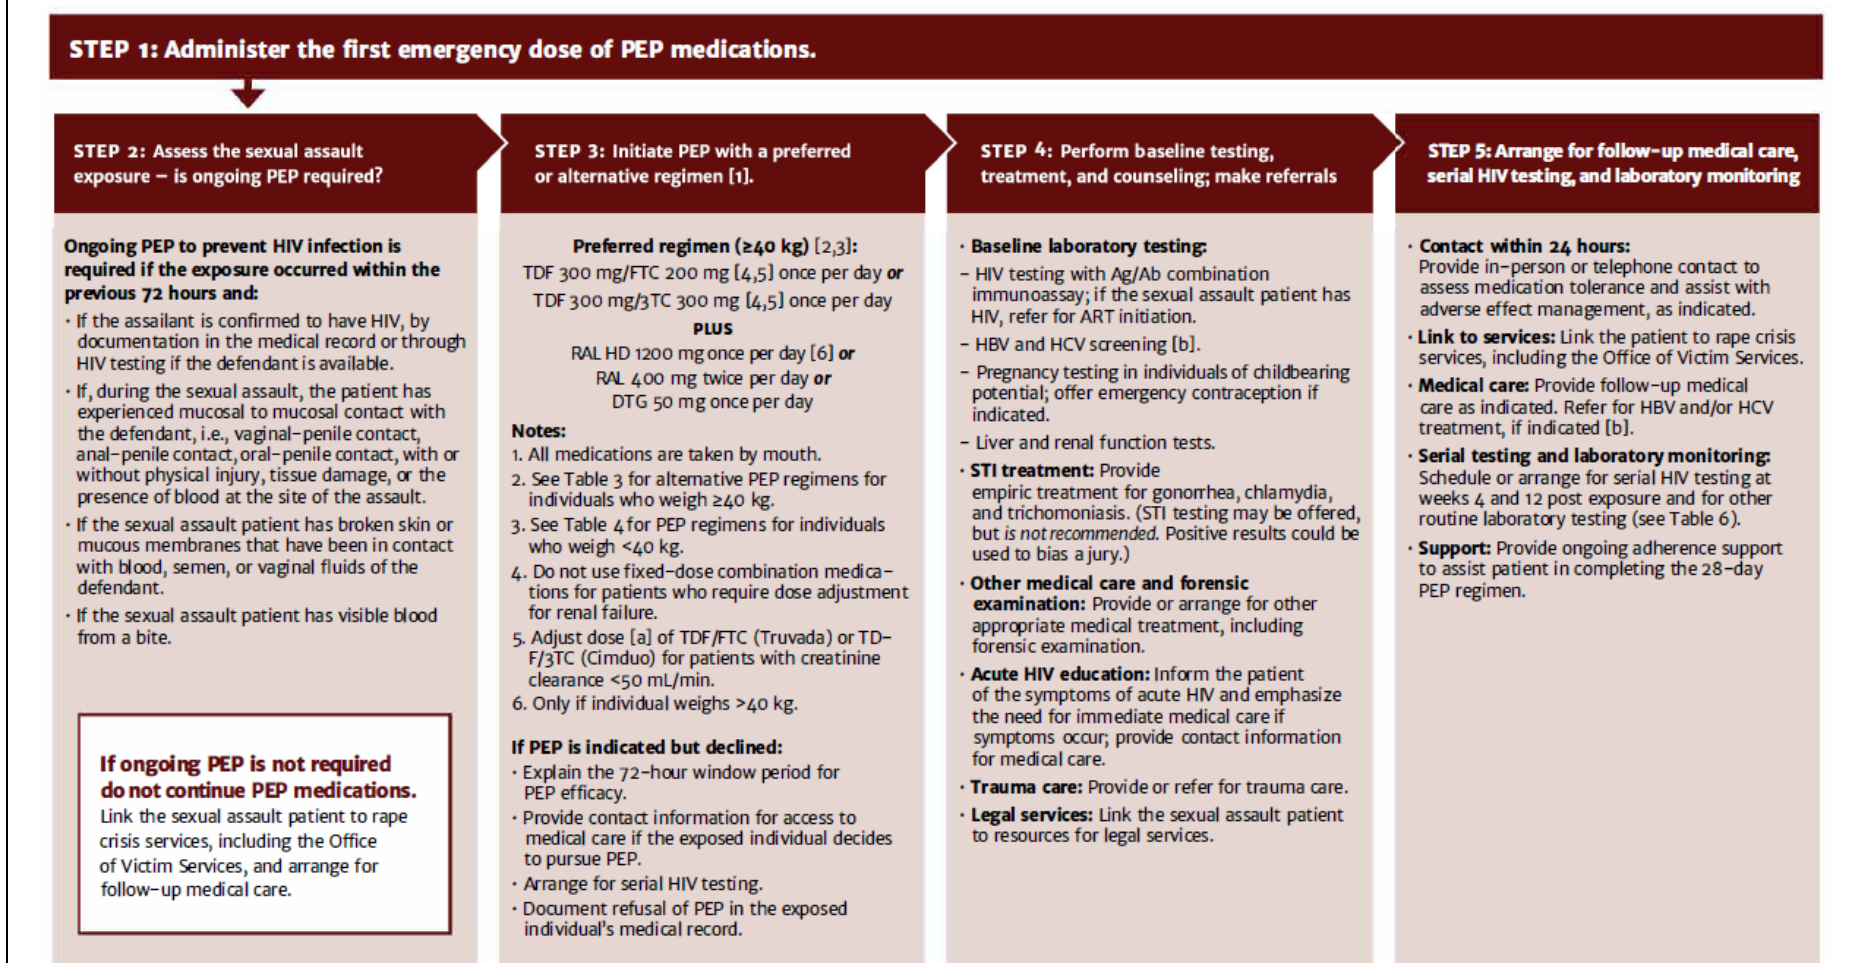 STEP 1: Administer the first emergency dose of PEP medications.
STEP 2: Assess the sexual assault
exposure – is ongoing PEP required?
Ongoing PEP to prevent HIV infection is
required if the exposure occurred within the
previous 72 hours and:
· If the assailant is confirmed to have HIV, by
documentation in the medical record or through
HIV testing if the defendant is available.
· If, during the sexual assault, the patient has
experienced mucosal to mucosal contact with
the defendant, i.e., vaginal-penile contact,
anal-penile contact, oral-penile contact, with or
without physical injury, tissue damage, or the
presence of blood at the site of the assault.
· If the sexual assault patient has broken skin or
mucous membranes that have been in contact
with blood, semen, or vaginal fluids of the
defendant.
· If the sexual assault patient has visible blood
from a bite.
If ongoing PEP is not required
do not continue PEP medications.
Link the sexual assault patient to rape
crisis services, including the Office
of Victim Services, and arrange for
follow-up medical care.
STEP 3: Initiate PEP with a preferred
or alternative regimen [1].
Preferred regimen (≥40 kg) [2,3]:
TDF 300 mg/FTC 200 mg [4,5] once per day or
TDF 300 mg/3TC 300 mg [4,5] once per day
PLUS
RAL HD 1200 mg once per day [6] or
RAL 400 mg twice per day or
DTG 50 mg once per day
Notes:
1. All medications are taken by mouth.
2. See Table 3 for alternative PEP regimens for
individuals who weigh ≥40 kg.
3. See Table 4 for PEP regimens for individuals
who weigh <40 kg.
4. Do not use fixed-dose combination medica-
tions for patients who require dose adjustment
for renal failure.
5. Adjust dose [a] of TDF/FTC (Truvada) or TD-
F/3TC (Cimduo) for patients with creatinine
clearance <50 mL/min.
6. Only if individual weighs >40 kg.
If PEP is indicated but declined:
· Explain the 72-hour window period for
PEP efficacy.
· Provide contact information for access to
medical care if the exposed individual decides
to pursue PEP.
· Arrange for serial HIV testing.
· Document refusal of PEP in the exposed
individual's medical record.
STEP 4: Perform baseline testing,
treatment, and counseling; make referrals
· Baseline laboratory testing:
– HIV testing with Ag/Ab combination
immunoassay; if the sexual assault patient has
HIV, refer for ART initiation.
– HBV and HCV screening [b].
– Pregnancy testing in individuals of childbearing
potential; offer emergency contraception if
indicated.
– Liver and renal function tests.
· STI treatment: Provide
empiric treatment for gonorrhea, chlamydia,
and trichomoniasis. (STI testing may be offered,
but is not recommended. Positive results could be
used to bias a jury.)
· Other medical care and forensic
examination: Provide or arrange for other
appropriate medical treatment, including
forensic examination.
· Acute HIV education: Inform the patient
of the symptoms of acute HIV and emphasize
the need for immediate medical care if
symptoms occur; provide contact information
for medical care.
· Trauma care: Provide or refer for trauma care.
· Legal services: Link the sexual assault patient
to resources for legal services.
STEP 5: Arrange for follow-up medical care,
serial HIV testing, and laboratory monitoring
· Contact within 24 hours:
Provide in-person or telephone contact to
assess medication tolerance and assist with
adverse effect management, as indicated.
· Link to services: Link the patient to rape crisis
services, including the Office of Victim Services.
· Medical care: Provide follow-up medical
care as indicated. Refer for HBV and/or HCV
treatment, if indicated [b].
· Serial testing and laboratory monitoring:
Schedule or arrange for serial HIV testing at
weeks 4 and 12 post exposure and for other
routine laboratory testing (see Table 6).
· Support: Provide ongoing adherence support
to assist patient in completing the 28-day
PEP regimen.